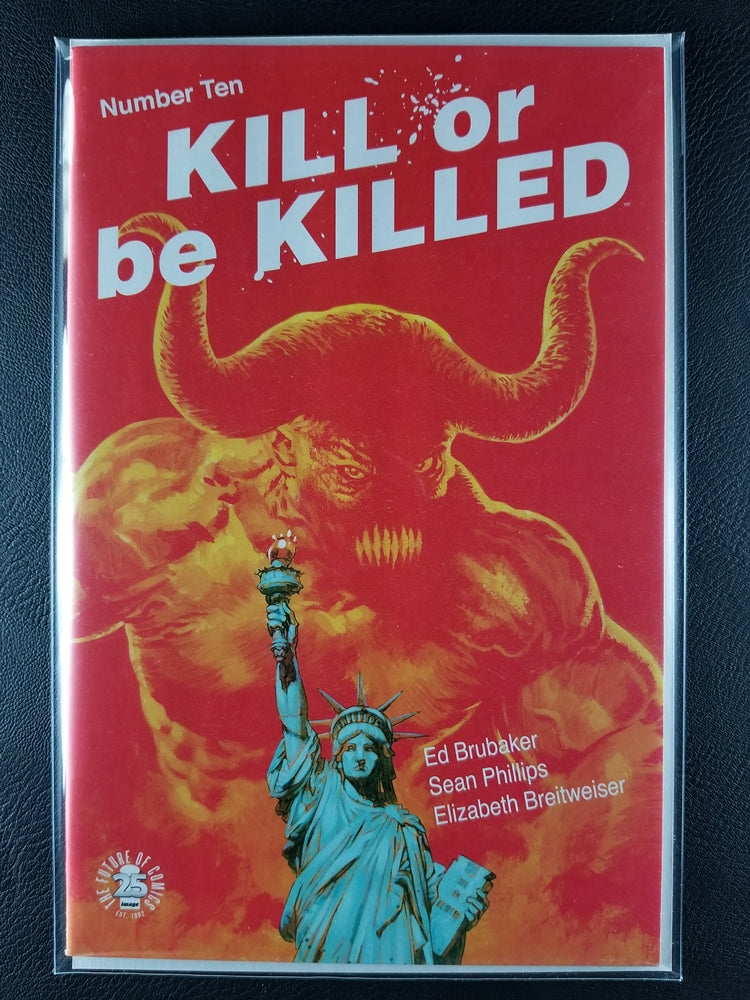 Number Ten
KILL or
be KILLED
Ed Brubaker
Sean Phillips
Elizabeth Breitweiser
THE FUTURE OF COMICS
25
image
EST. 1992